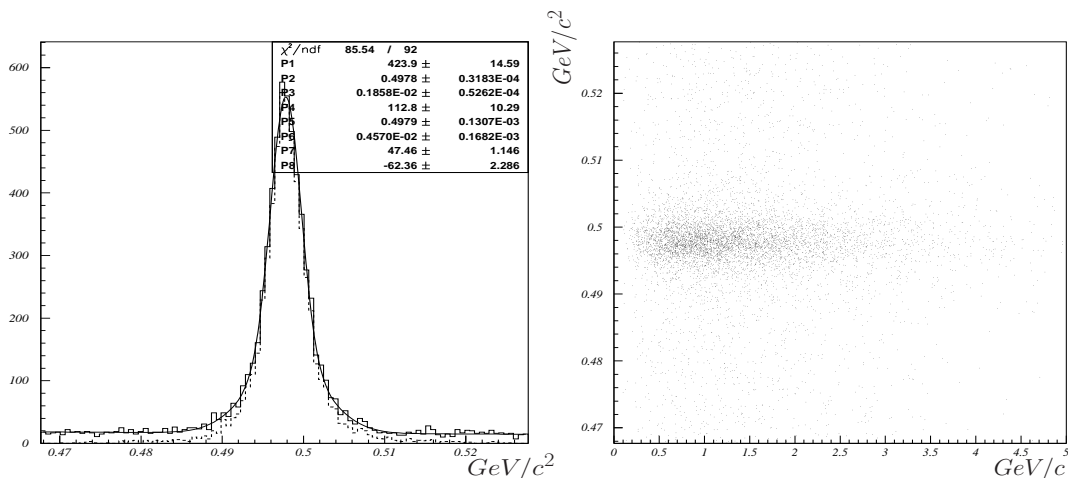 χ²/ndf 85.54 / 92
P1 423.9 ± 14.59
P2 0.4978 ± 0.3183E-04
P3 0.1858E-02 ± 0.5262E-04
P4 112.8 ± 10.29
P5 0.4979 ± 0.1307E-03
P6 0.4570E-02 ± 0.1682E-03
P7 47.46 ± 1.146
P8 -62.36 ± 2.286
600
500
400
300
200
100
0
0.47 0.48 0.49 0.5 0.51 0.52
GeV/c²
GeV/c²
0.52
0.51
0.5
0.49
0.48
0.47
0 0.5 1 1.5 2 2.5 3 3.5 4 4.5 5
GeV/c